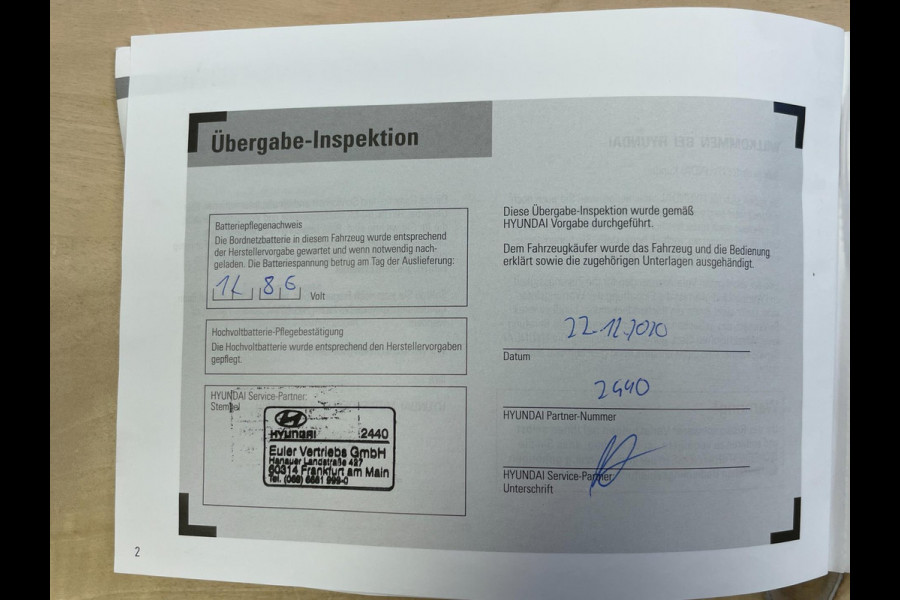 Übergabe-Inspektion
Batteriepflegenachweis
Die Bordnetzbatterie in diesem Fahrzeug wurde entsprechend
der Herstellervorgabe gewartet und wenn notwendig nach-
geladen. Die Batteriespannung betrug am Tag der Auslieferung:
12 86 Volt
Hochvoltbatterie-Pflegebestätigung
Die Hochvoltbatterie wurde entsprechend den Herstellervorgaben
gepflegt.
HYUNDAI Service-Partner:
Stempel
HYUNDAI 2440
Euler Vertriebs GmbH
Hanauer Landstraße 427
60314 Frankfurt am Main
Tel. (069)
Diese Übergabe-Inspektion wurde gemäß
HYUNDAI Vorgabe durchgeführt.
Dem Fahrzeugkäufer wurde das Fahrzeug und die Bedienung
erklärt sowie die zugehörigen Unterlagen ausgehändigt.
22.12.2020
Datum
2440
HYUNDAI Partner-Nummer
HYUNDAI Service-Partner
Unterschrift
2